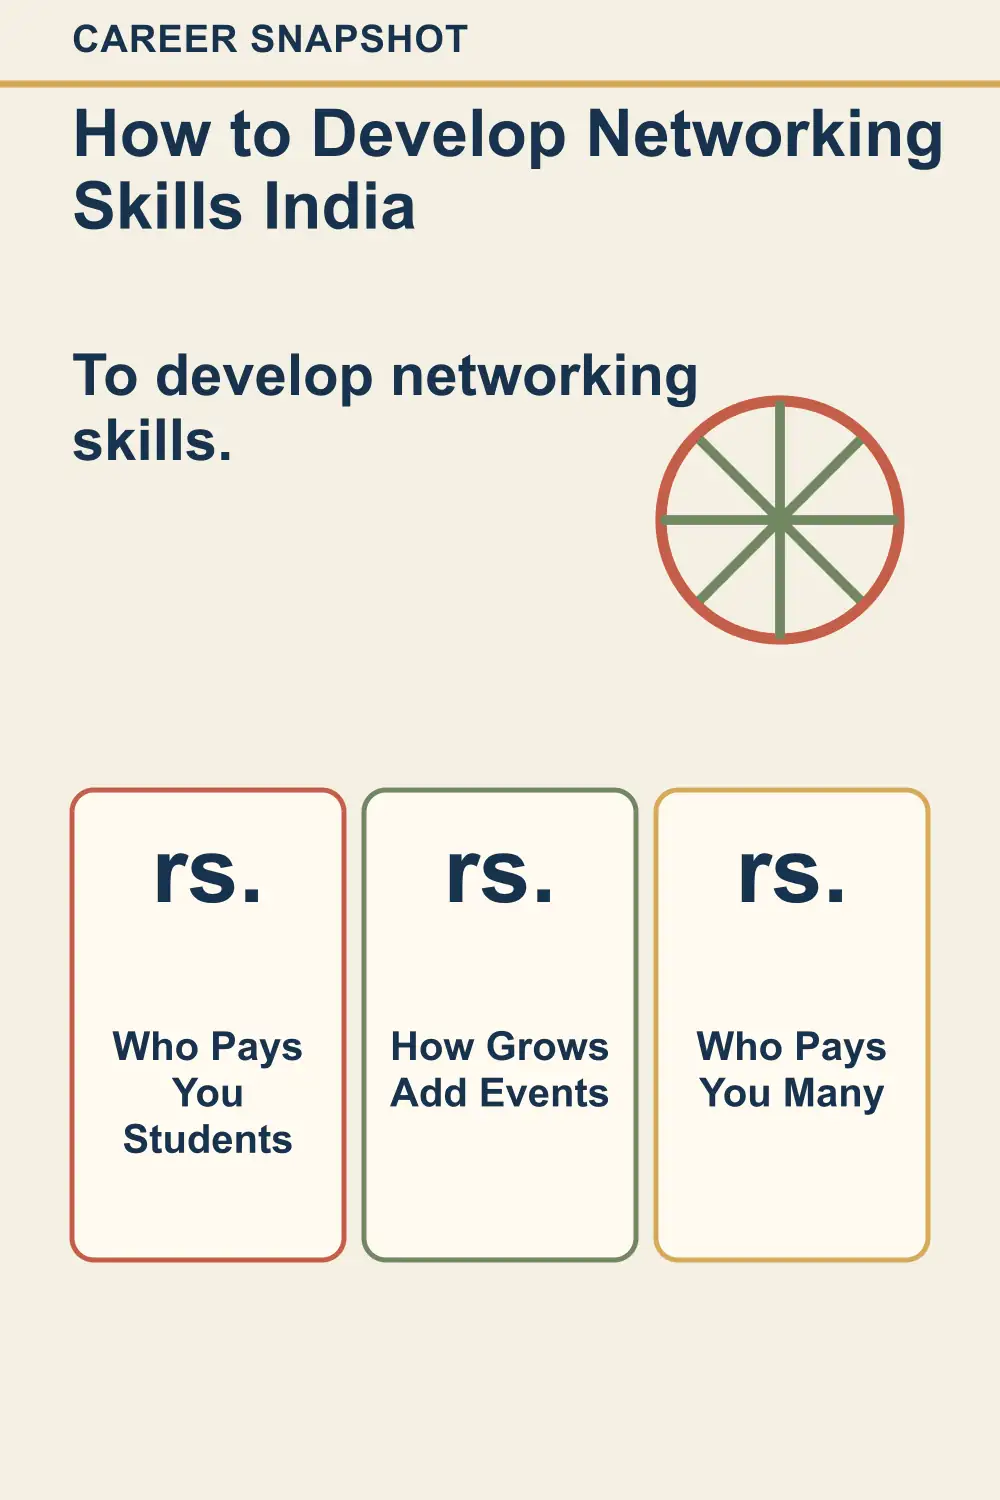 CAREER SNAPSHOT
How to Develop Networking
Skills India
To develop networking
skills.
rs.
rs.
rs.
Who Pays
You
Students
How Grows
Add Events
Who Pays
You Many